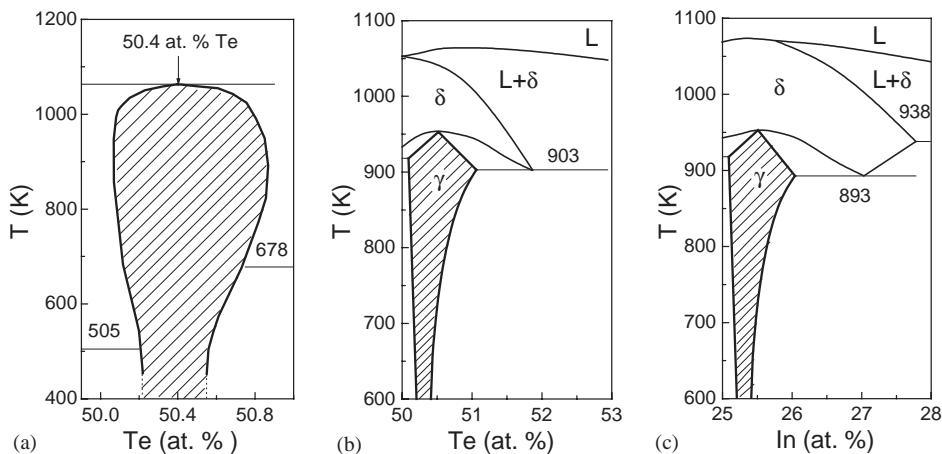 1200
50.4 at. % Te
1000
T (K)
800
678
600
505
400
50.0
50.4
50.8
(a)
Te (at. % )
1100
L
L+δ
1000
δ
903
900
γ
T (K)
800
700
600
50
51
52
53
(b)
Te (at. %)
1100
L
L+δ
1000
δ
938
900
γ
893
T (K)
800
700
600
25
26
27
28
(c)
In (at. %)